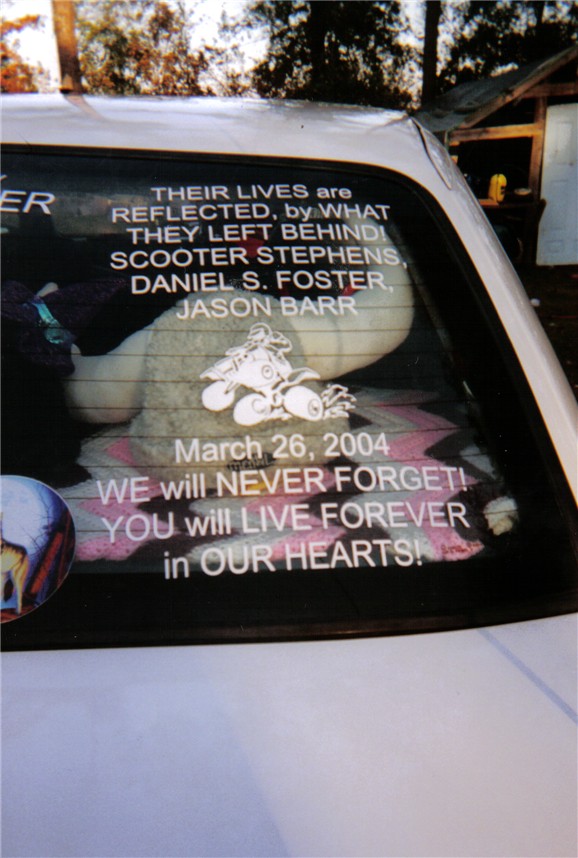 ER
THEIR LIVES are
REFLECTED, by WHAT
THEY LEFT BEHIND!
SCOOTER STEPHENS,
DANIEL S. FOSTER,
JASON BARR
March 26, 2004
WE will NEVER FORGET!
YOU will LIVE FOREVER
in OUR HEARTS!